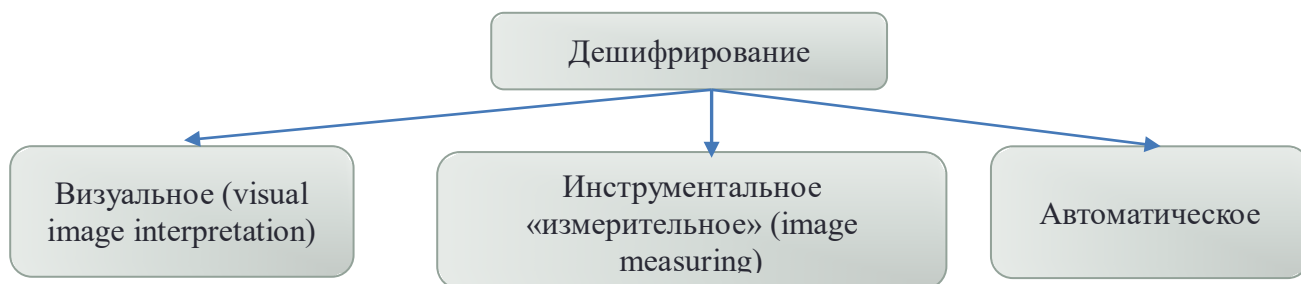 Дешифрирование
Визуальное (visual
image interpretation)
Инструментальное
«измерительное» (image
measuring)
Автоматическое